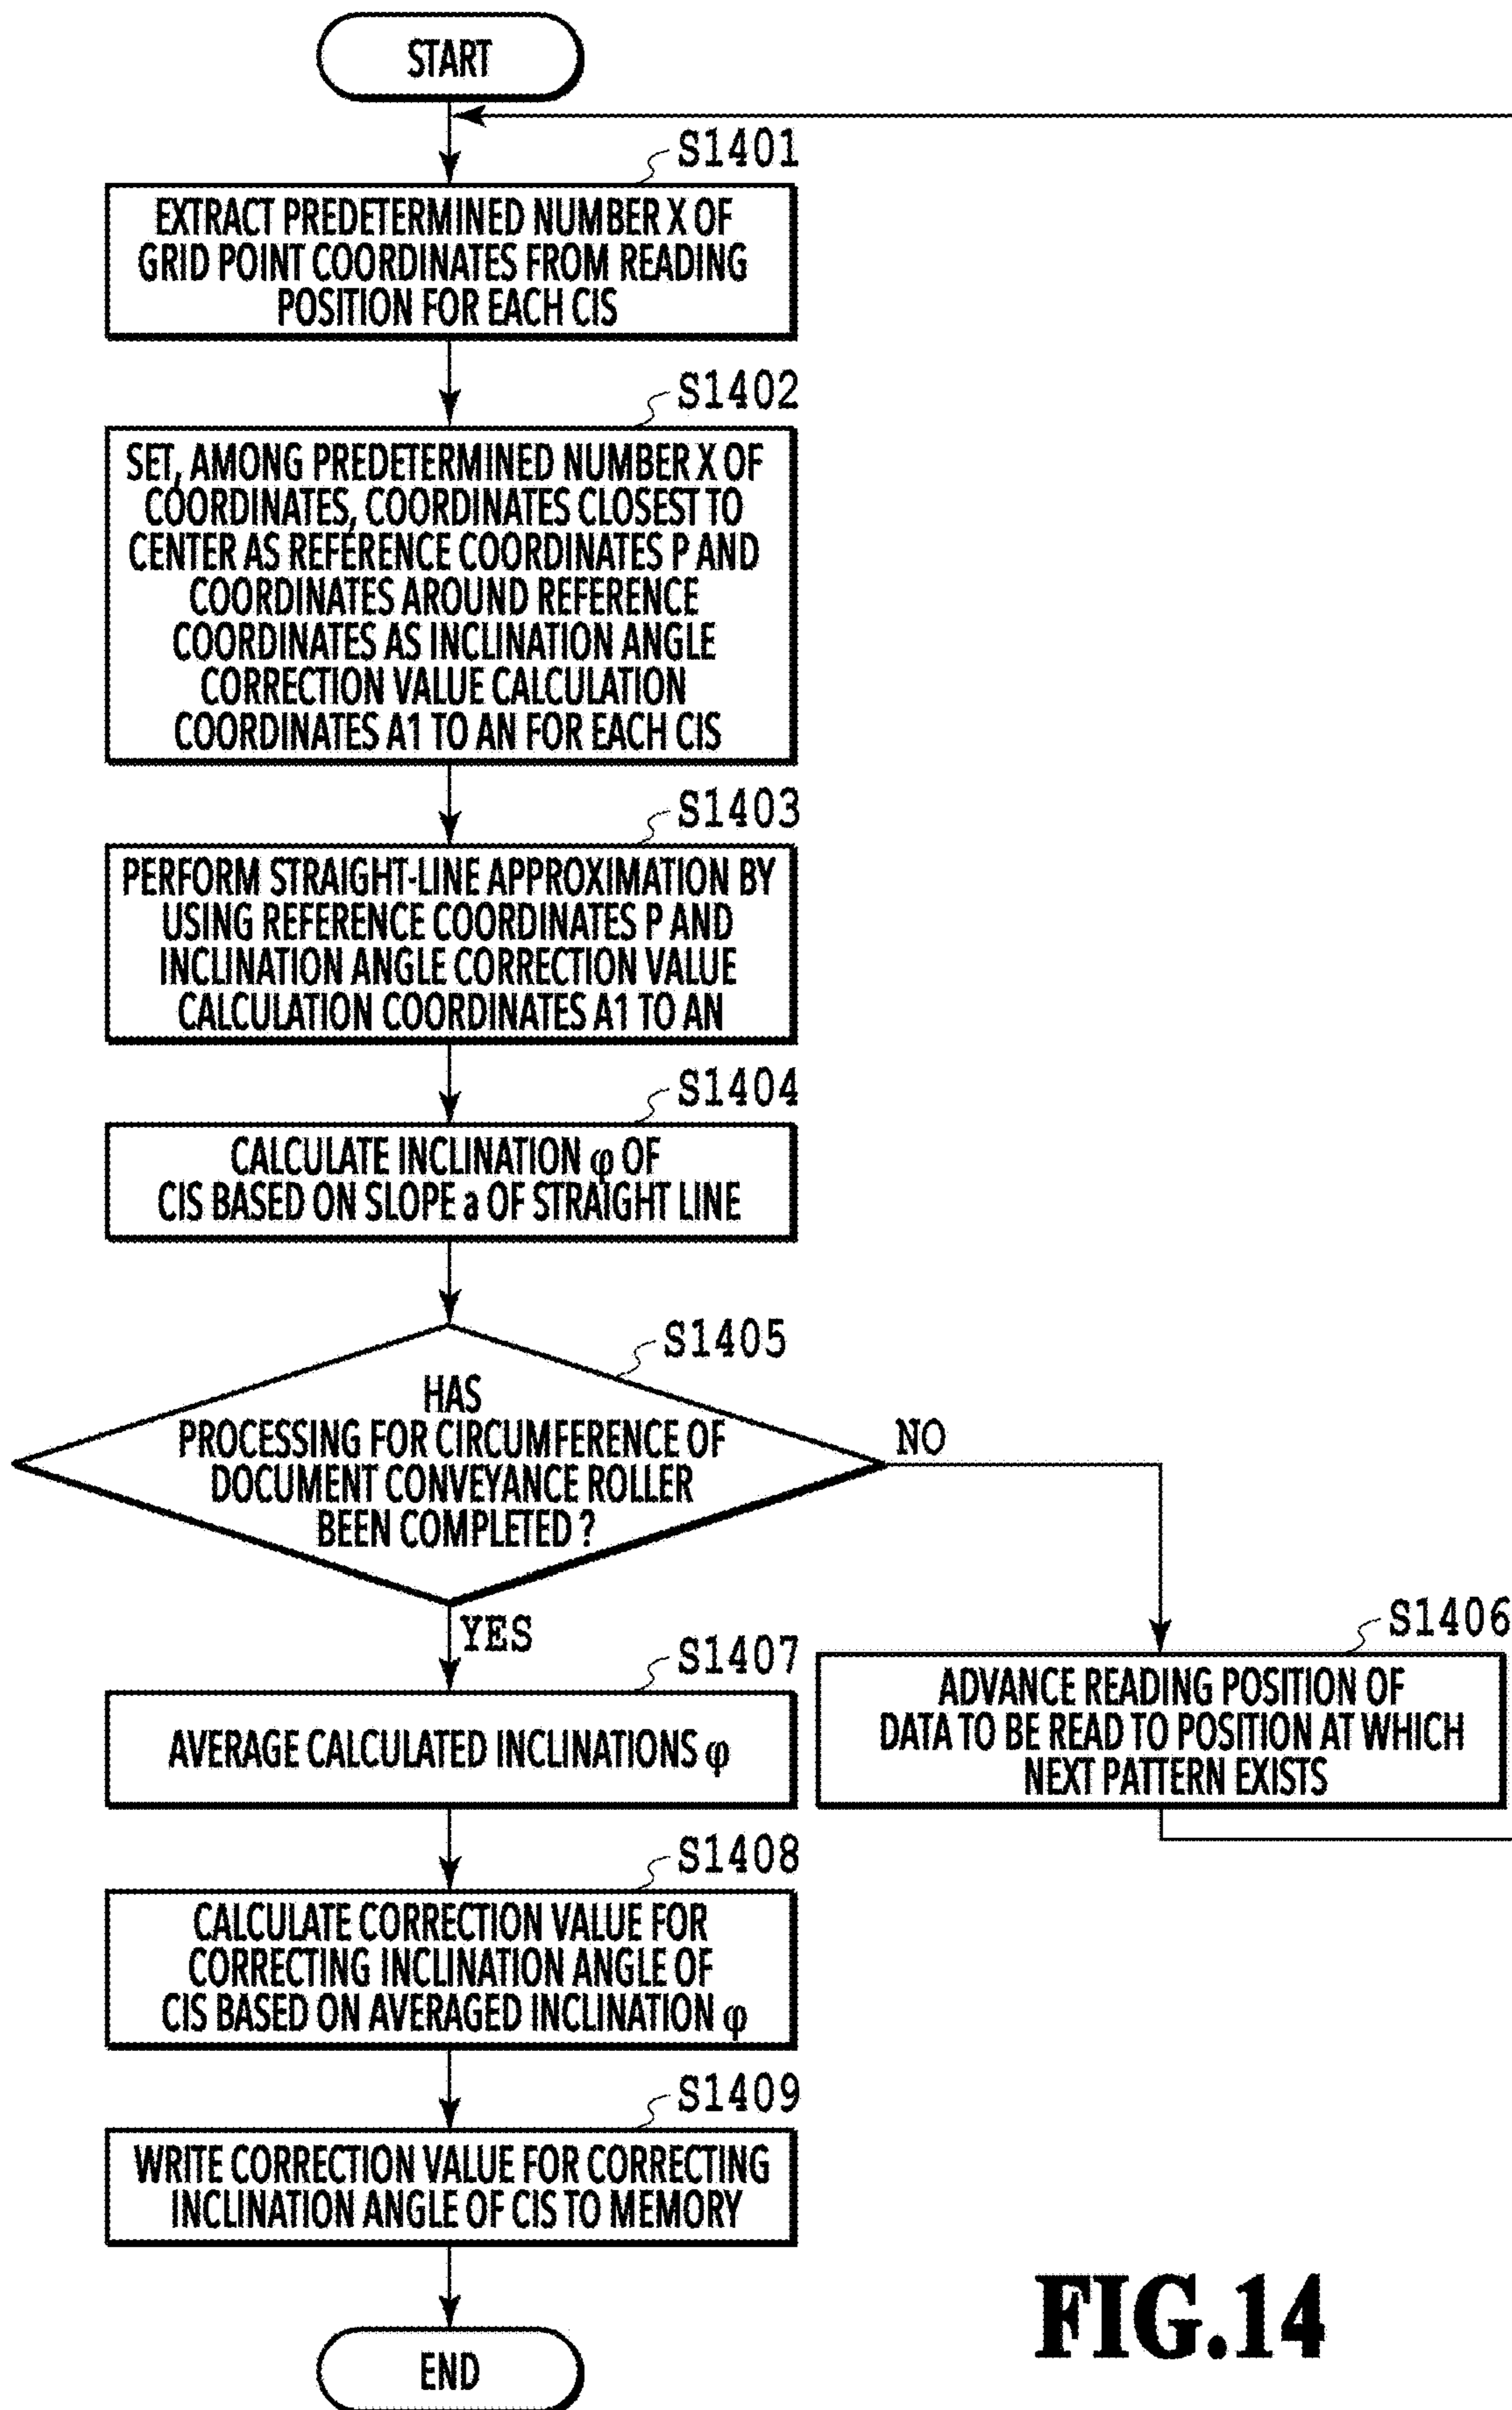 START
S1401
EXTRACT PREDETERMINED NUMBER X OF
GRID POINT COORDINATES FROM READING
POSITION FOR EACH CIS
S1402
SET, AMONG PREDETERMINED NUMBER X OF
COORDINATES, COORDINATES CLOSEST TO
CENTER AS REFERENCE COORDINATES P AND
COORDINATES AROUND REFERENCE
COORDINATES AS INCLINATION ANGLE
CORRECTION VALUE CALCULATION
COORDINATES A1 TO AN FOR EACH CIS
S1403
PERFORM STRAIGHT-LINE APPROXIMATION BY
USING REFERENCE COORDINATES P AND
INCLINATION ANGLE CORRECTION VALUE
CALCULATION COORDINATES A1 TO AN
S1404
CALCULATE INCLINATION φ OF
CIS BASED ON SLOPE a OF STRAIGHT LINE
S1405
HAS
PROCESSING FOR CIRCUMFERENCE OF
DOCUMENT CONVEYANCE ROLLER
BEEN COMPLETED ?
NO
YES
S1406
ADVANCE READING POSITION OF
DATA TO BE READ TO POSITION AT WHICH
NEXT PATTERN EXISTS
S1407
AVERAGE CALCULATED INCLINATIONS φ
S1408
CALCULATE CORRECTION VALUE FOR
CORRECTING INCLINATION ANGLE OF
CIS BASED ON AVERAGED INCLINATION φ
S1409
WRITE CORRECTION VALUE FOR CORRECTING
INCLINATION ANGLE OF CIS TO MEMORY
END
FIG.14